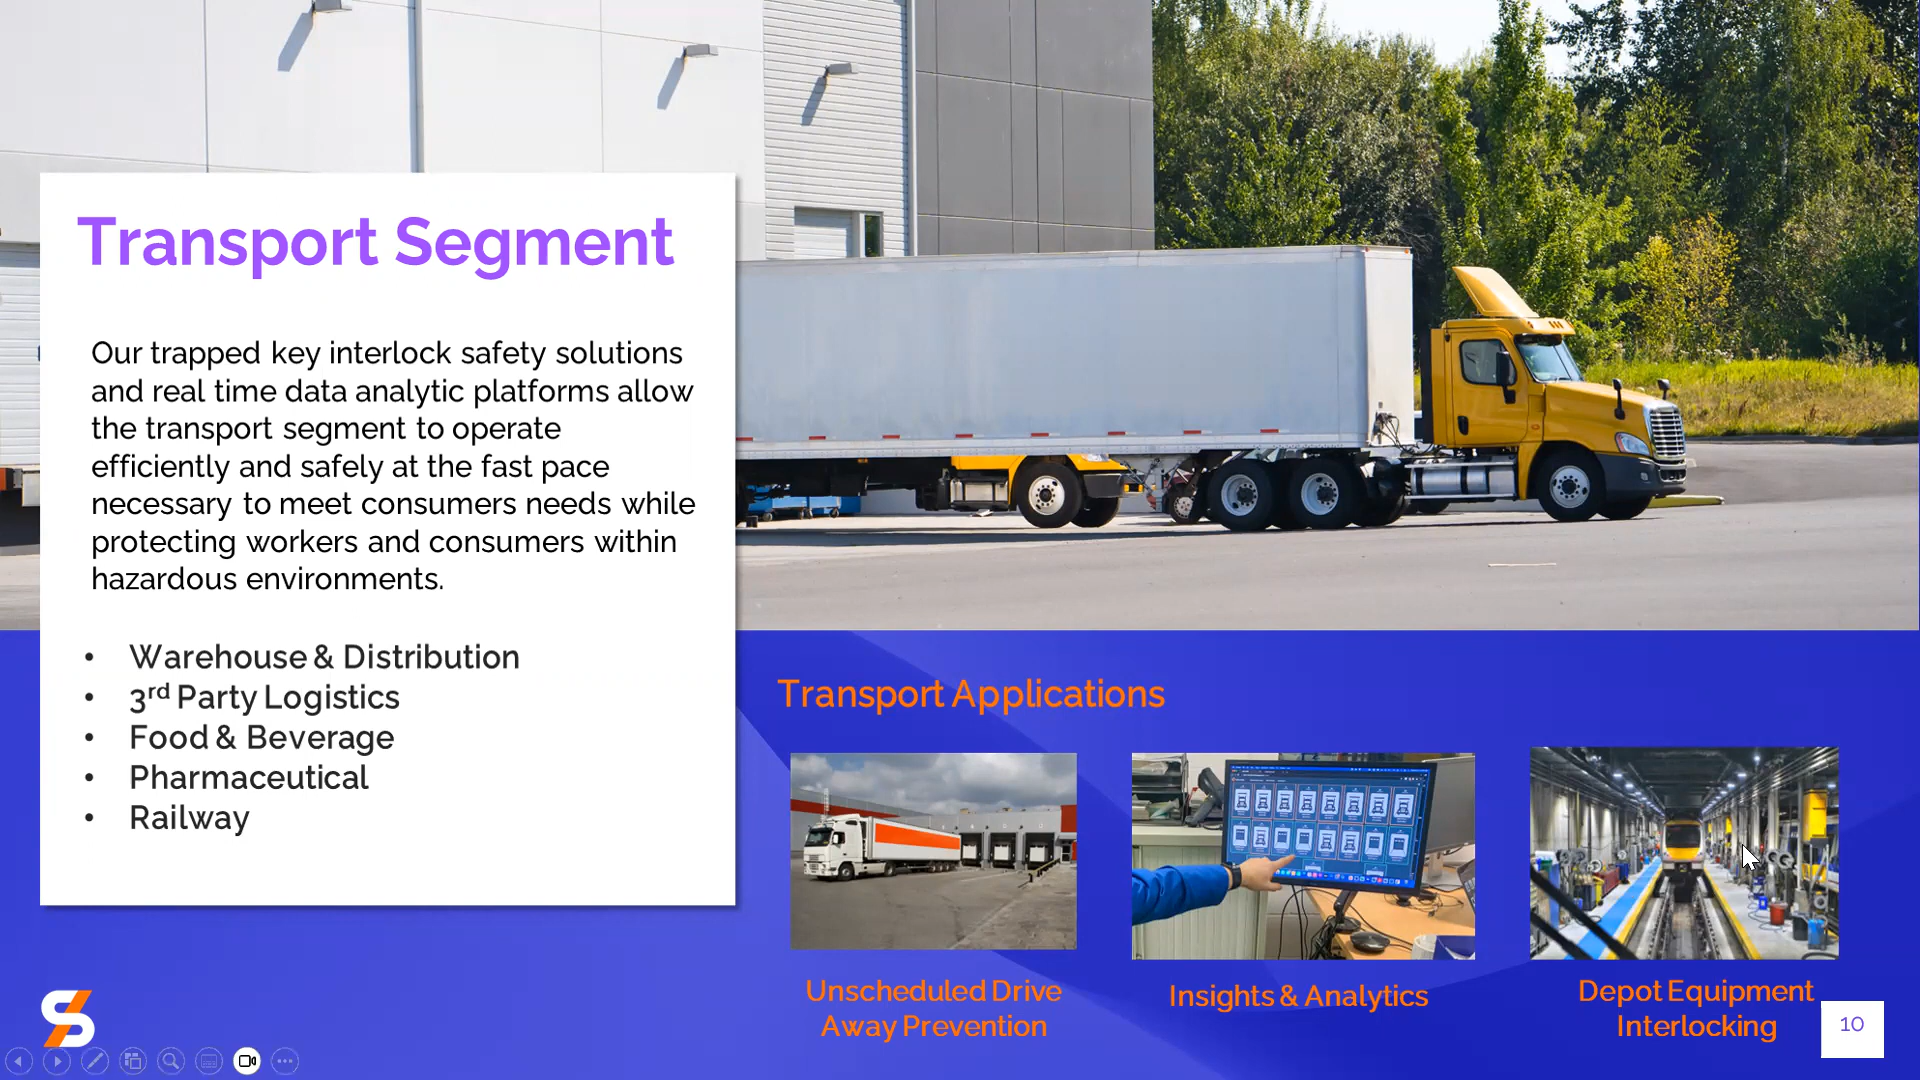 Transport Segment
Our trapped key interlock safety solutions
and real time data analytic platforms allow
the transport segment to operate
efficiently and safely at the fast pace
necessary to meet consumers needs while
protecting workers and consumers within
hazardous environments.
• Warehouse & Distribution
• 3rd Party Logistics
• Food & Beverage
• Pharmaceutical
• Railway
Transport Applications
Unscheduled Drive
Away Prevention
Insights & Analytics
Depot Equipment
Interlocking
10